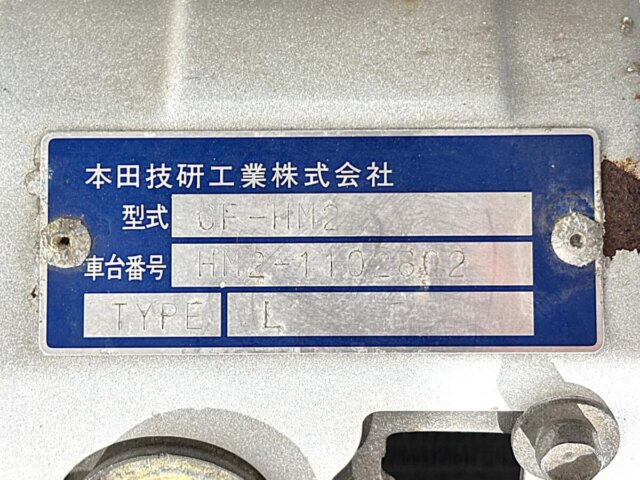 本田技研工業株式会社
型式 GF-HM2
車台番号 HM2-1102802
TYPE L